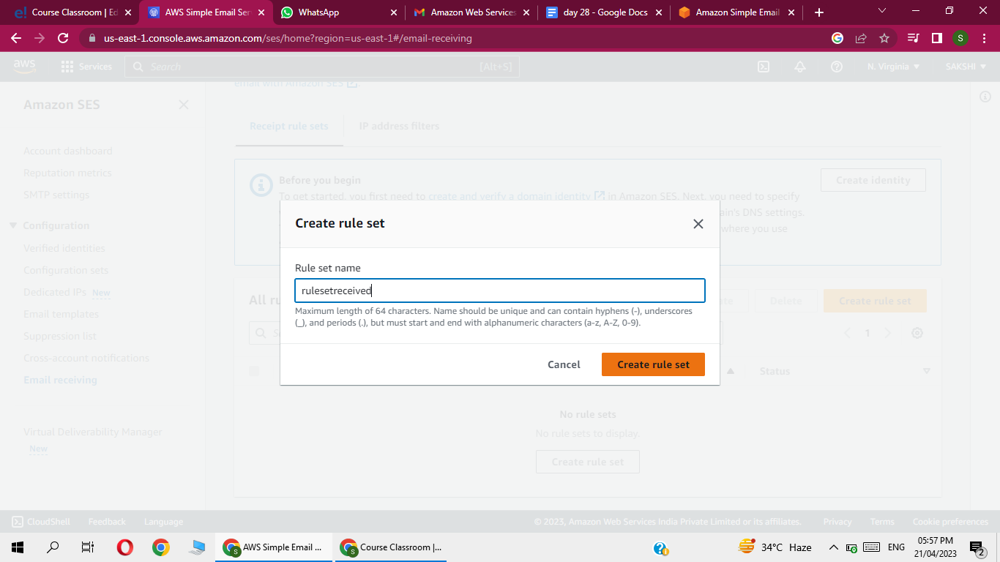 Course Classroom | Ed
AWS Simple Email Ser
WhatsApp
Amazon Web Services
day 28 - Google Docs
Amazon Simple Email
us-east-1.console.aws.amazon.com/ses/home?region=us-east-1#/email-receiving
S
aws
Services
Search
[Alt+S]
N. Virginia
SAKSHI
Amazon SES
Account dashboard
Reputation metrics
SMTP settings
Configuration
Verified identities
Configuration sets
Dedicated IPs New
Email templates
Suppression list
Cross-account notifications
Email receiving
Virtual Deliverability Manager
New
email with Amazon SES
Receipt rule sets
IP address filters
Before you begin
Create identity
To get started, you first need to create and verify a domain identity in Amazon SES. Next, you need to specify
ain's DNS settings.
where you use
Create rule set
Rule set name
rulesetreceived
Maximum length of 64 characters. Name should be unique and can contain hyphens (-), underscores
(_), and periods (.), but must start and end with alphanumeric characters (a-z, A-Z, 0-9).
Cancel
Create rule set
All ru
Delete
Create rule set
1
Status
No rule sets
No rule sets to display.
Create rule set
CloudShell
Feedback
Language
© 2023, Amazon Web Services India Private Limited or its affiliates.
Privacy
Terms
Cookie preferences
AWS Simple Email ...
Course Classroom |...
34°C Haze
ENG
05:57 PM
21/04/2023
2